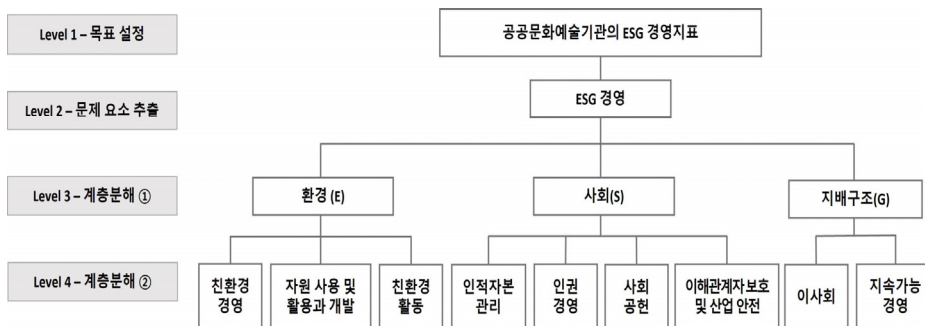 Level 1 – 목표 설정
공공문화예술기관의 ESG 경영지표
Level 2 – 문제 요소 추출
ESG 경영
Level 3 – 계층분해 ①
환경 (E)
사회(S)
지배구조(G)
Level 4 – 계층분해 ②
친환경
경영
자원 사용 및
활용과 개발
친환경
활동
인적자본
관리
인권
경영
사회
공헌
이해관계자 보호
및 산업 안전
이사회
지속가능
경영